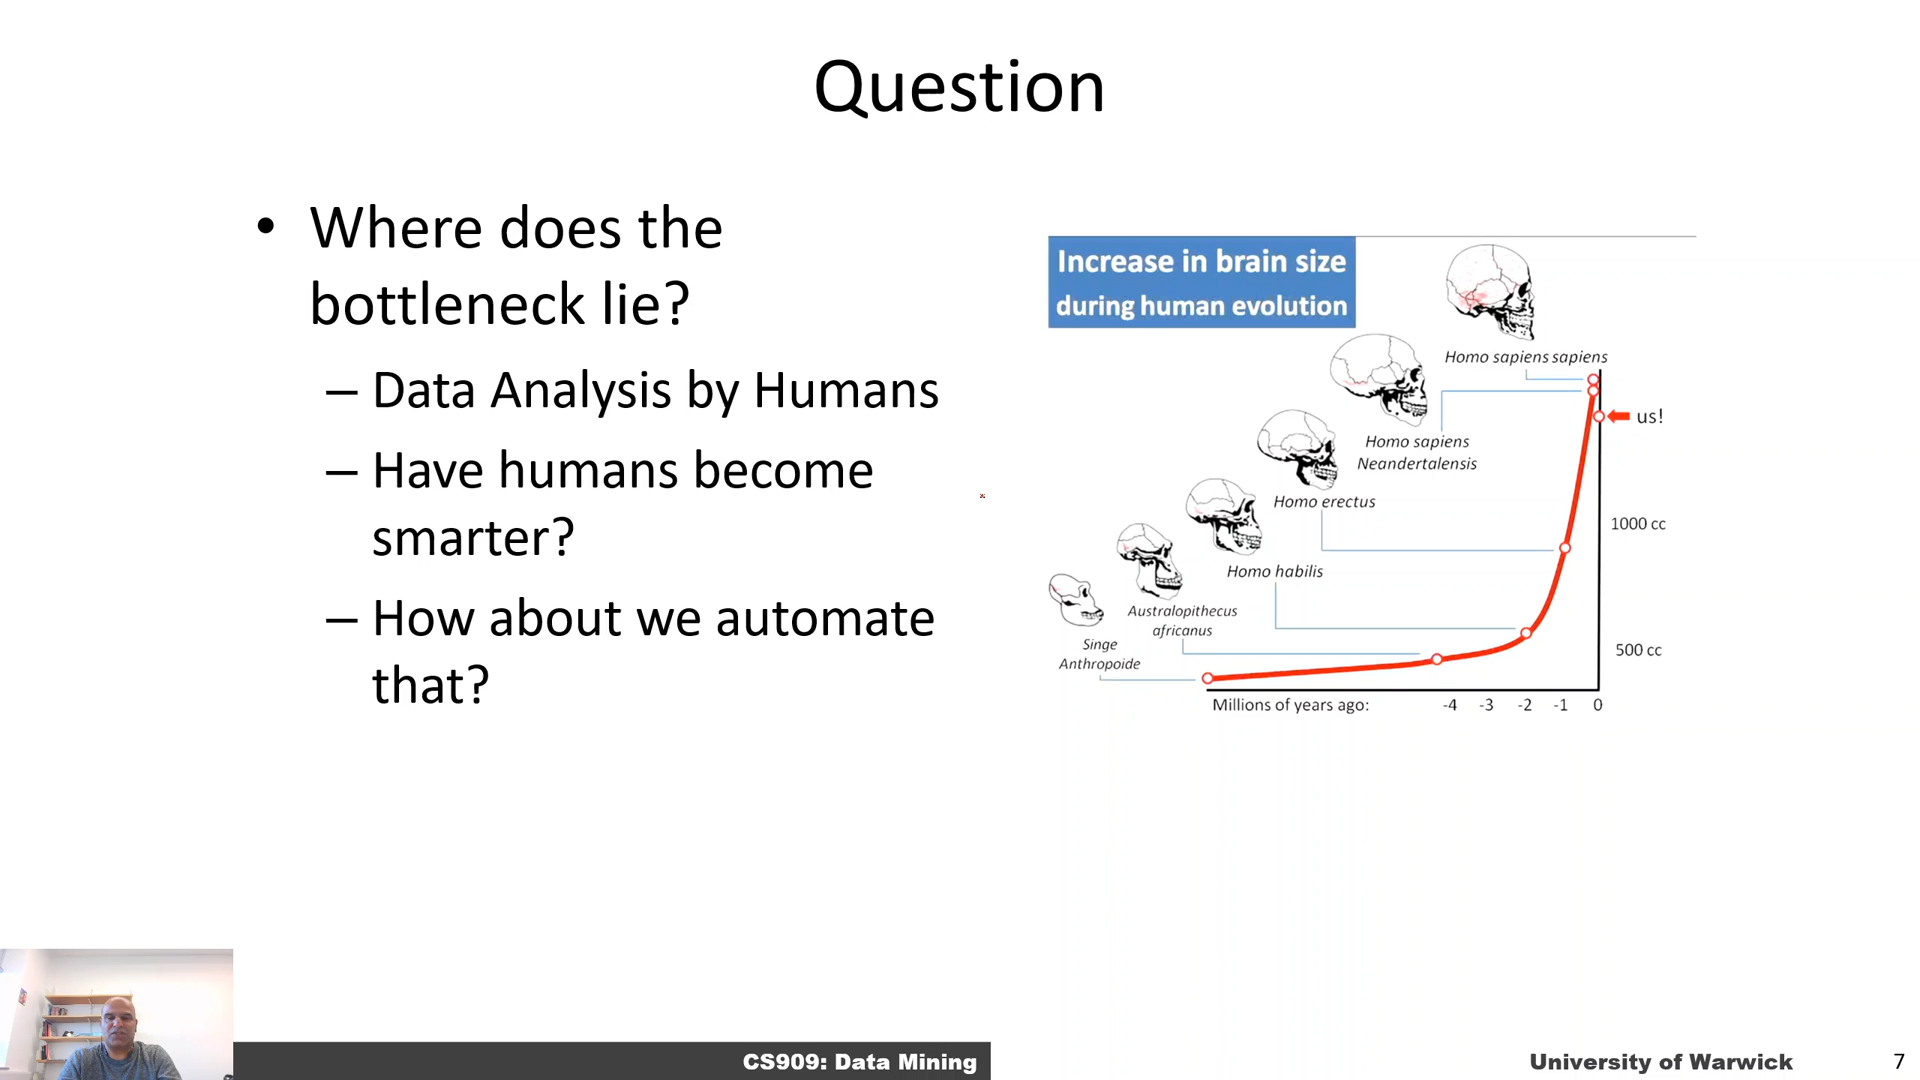 Question
• Where does the
bottleneck lie?
– Data Analysis by Humans
– Have humans become
smarter?
– How about we automate
that?
Increase in brain size
during human evolution
Homo sapiens sapiens
us!
Homo sapiens
Neandertalensis
Homo erectus
1000 cc
Homo habilis
Australopithecus
africanus
Singe
Anthropoide
500 cc
Millions of years ago: -4 -3 -2 -1 0
CS909: Data Mining
University of Warwick
7